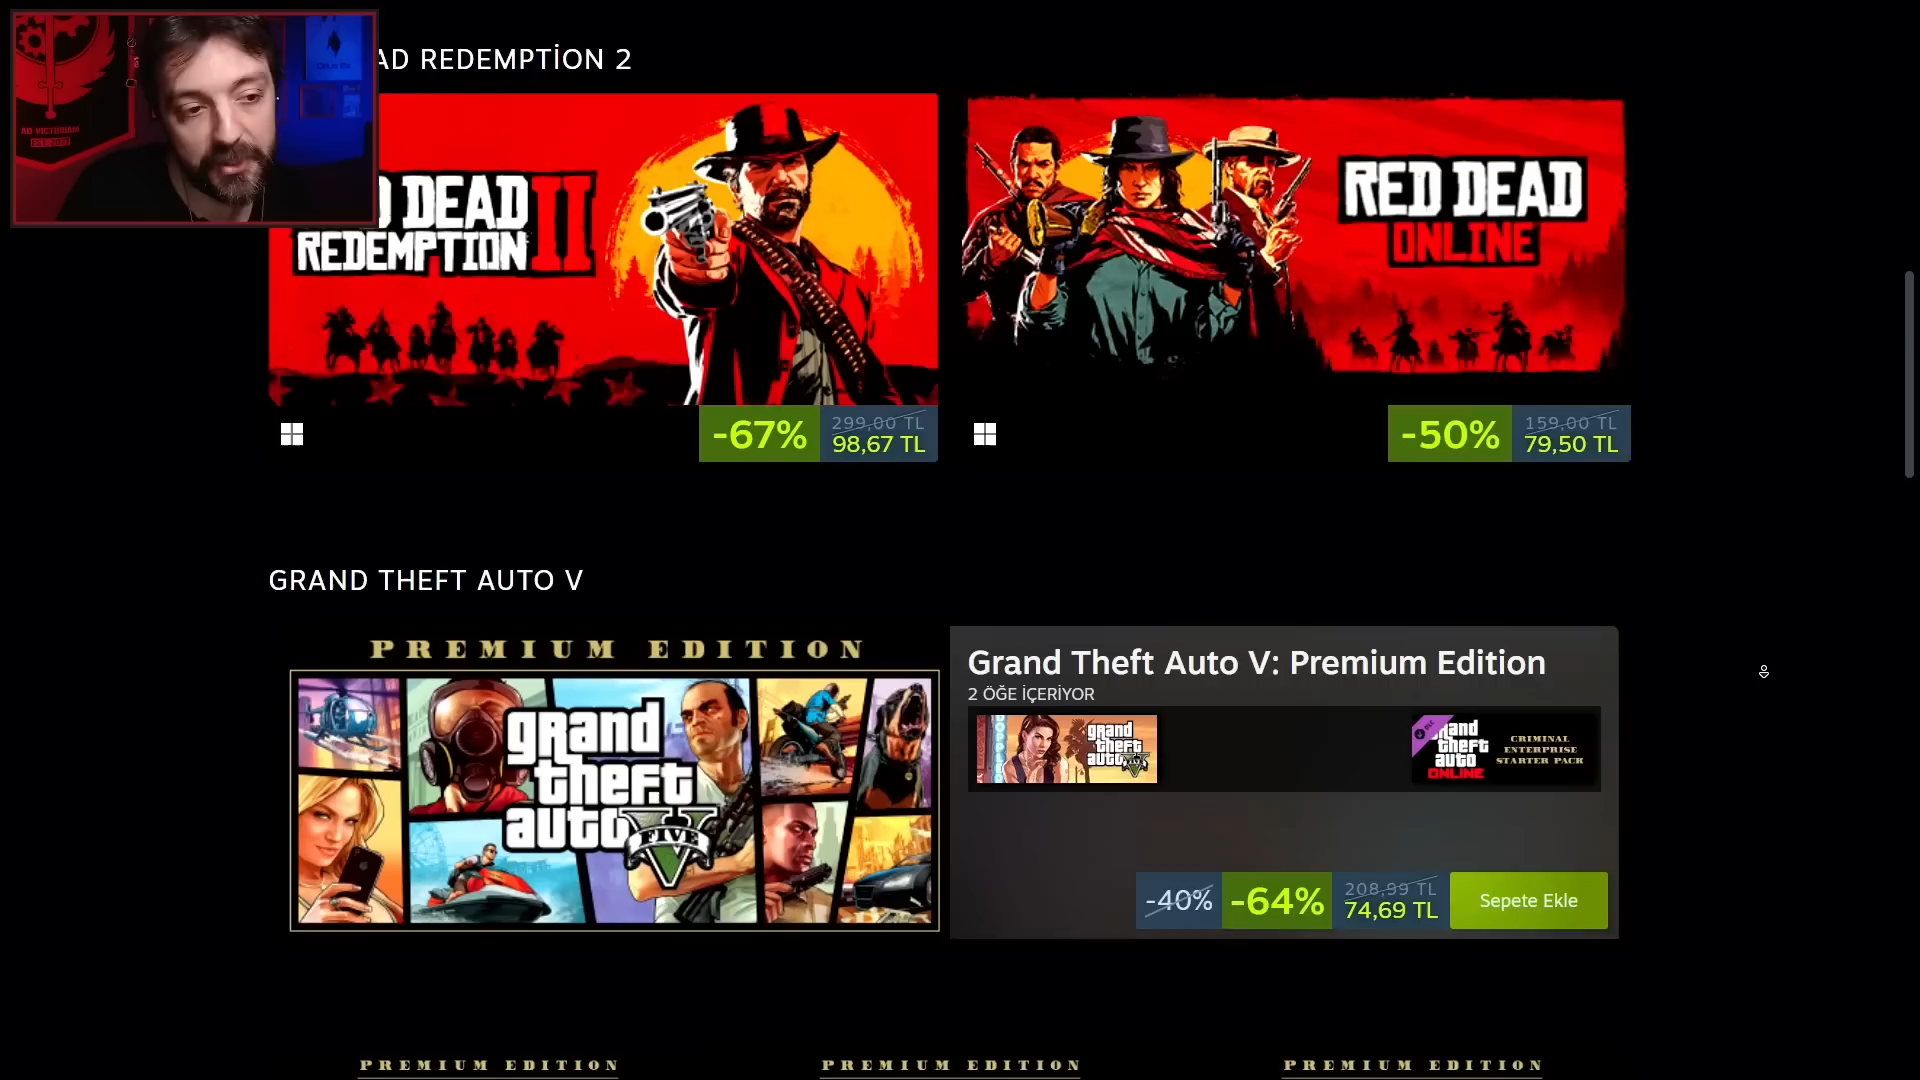 AD REDEMPTİON 2
AD VICTORIAM
DEAD II
REDEMPTION
RED DEAD
ONLINE
-67%
299,00 TL
98,67 TL
-50%
159,00 TL
79,50 TL
GRAND THEFT AUTO V
PREMIUM EDITION
grand
theft
auto
FIVE
Grand Theft Auto V: Premium Edition
2 ÖĞE İÇERİYOR
grand
theft
auto
V
DLC
grand
theft
auto
ONLINE
CRIMINAL
ENTERPRISE
STARTER PACK
-40%
-64%
208,99 TL
74,69 TL
Sepete Ekle
PREMIUM EDITION
PREMIUM EDITION
PREMIUM EDITION